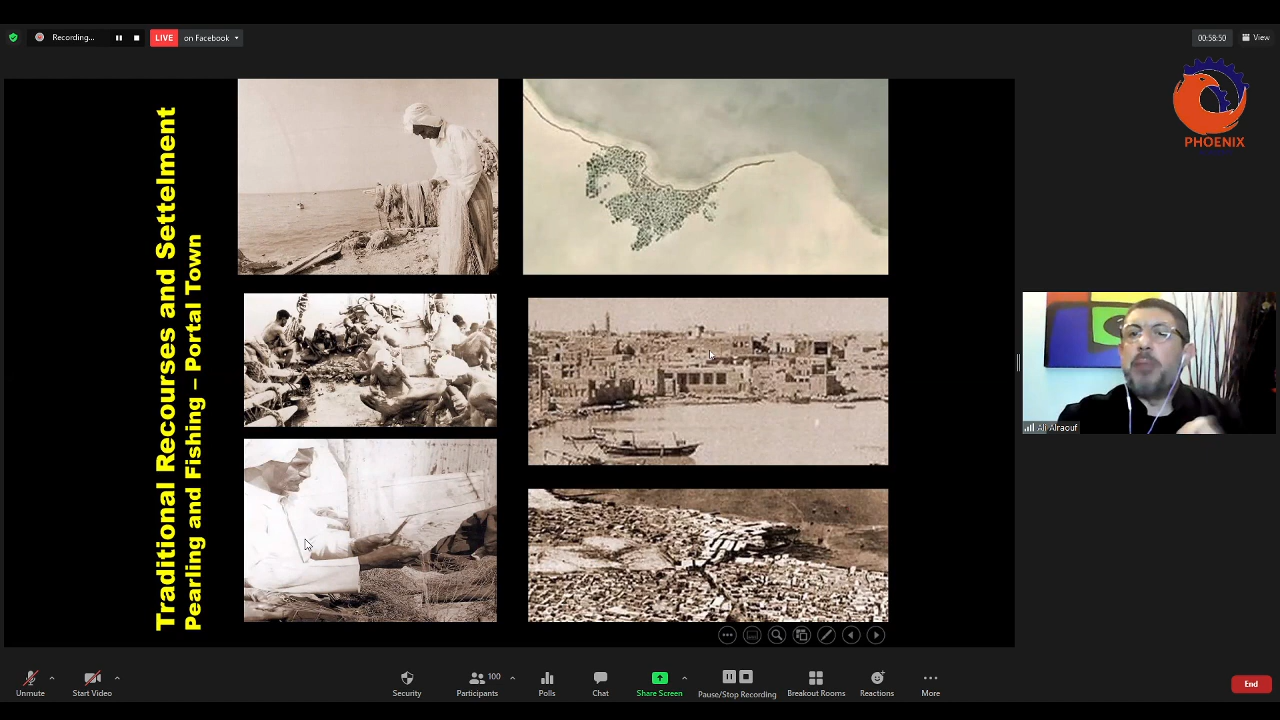 Recording...
LIVE
on Facebook
00:58:50
View
PHOENIX
Traditional Recourses and Settelment
Pearling and Fishing – Portal Town
Ali Alraouf
Unmute
Start Video
Security
Participants
100
Polls
Chat
Share Screen
Pause/Stop Recording
Breakout Rooms
Reactions
More
End